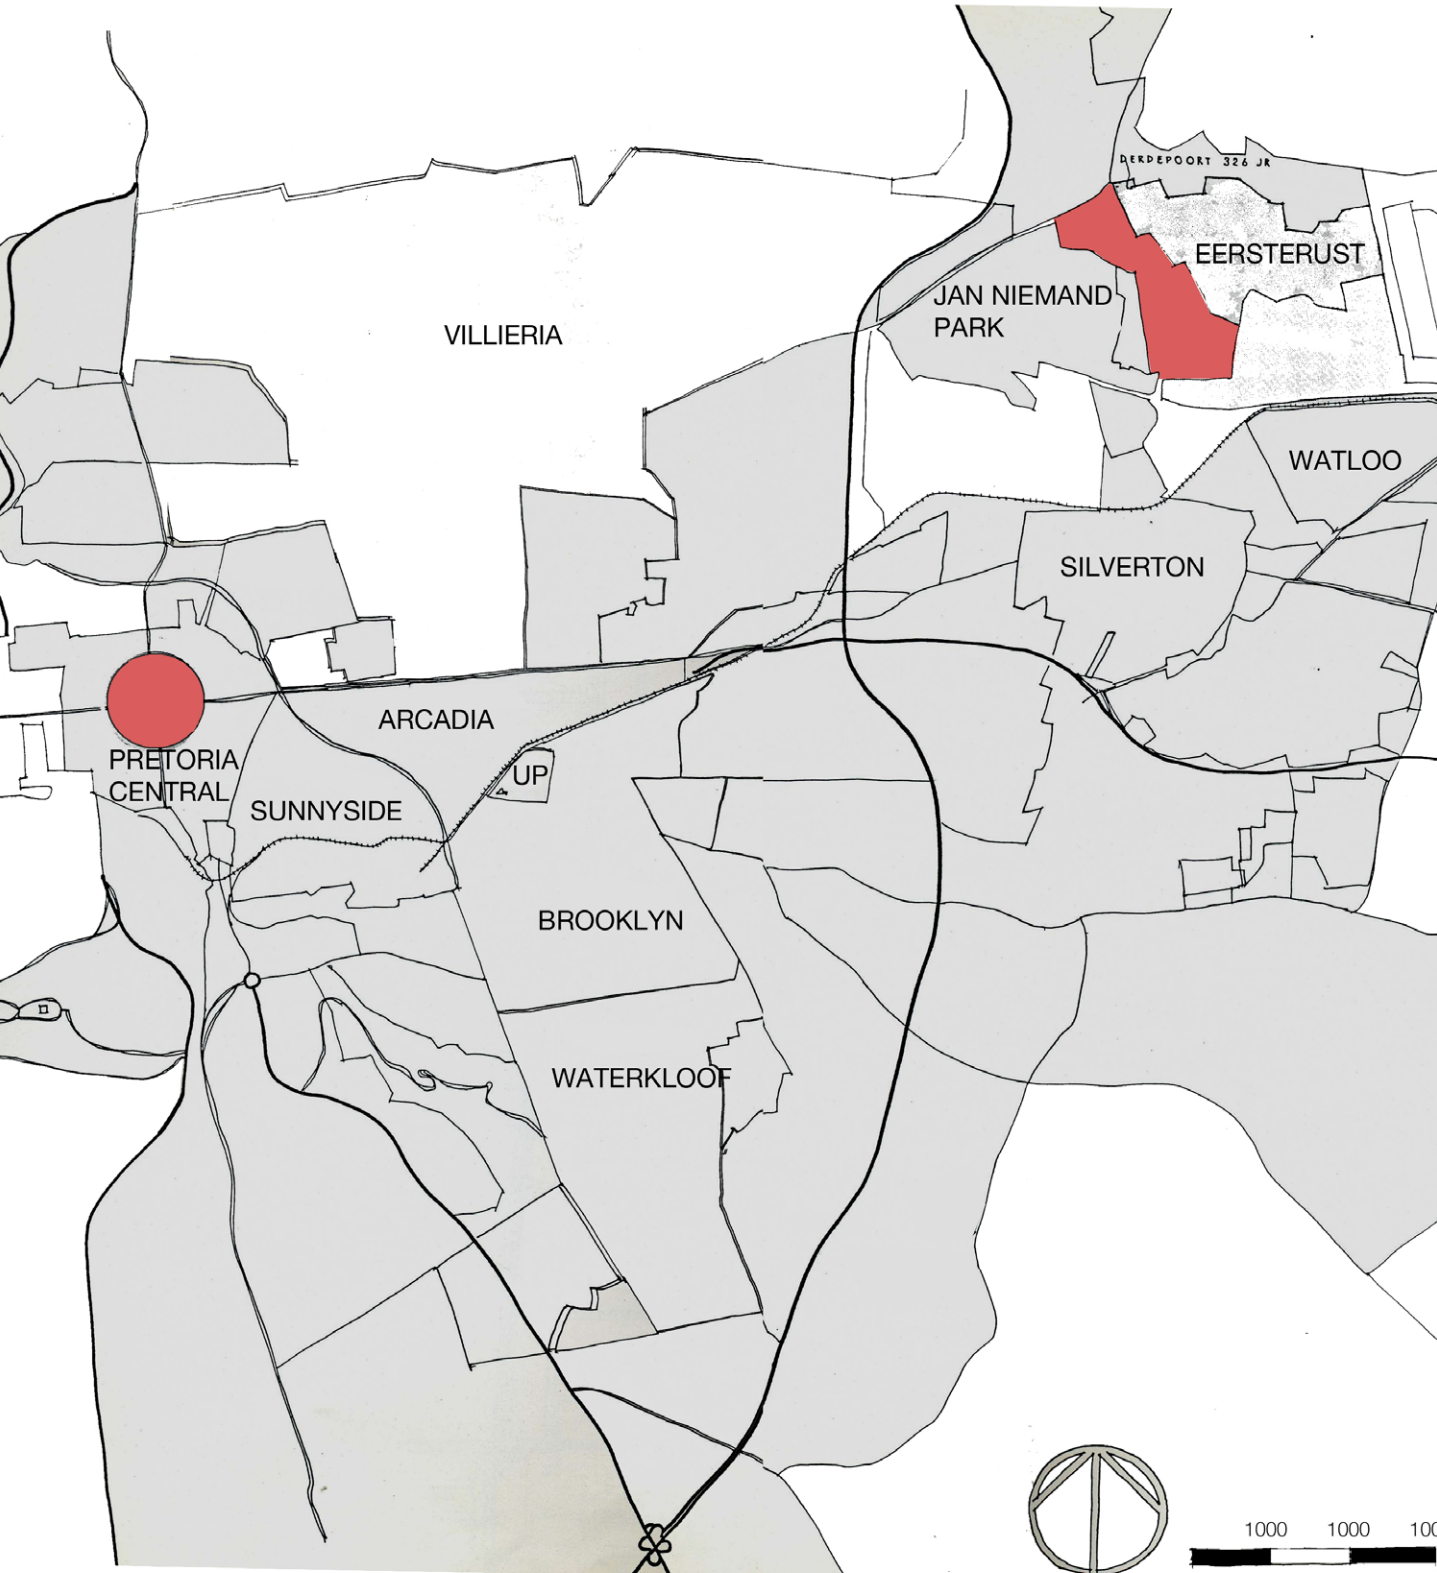 DERDEPOORT 326 JR
EERSTERUST
JAN NIEMAND
PARK
VILLIERIA
WATLOO
SILVERTON
ARCADIA
PRETORIA
CENTRAL
UP
SUNNYSIDE
BROOKLYN
WATERKLOOF
1000 1000